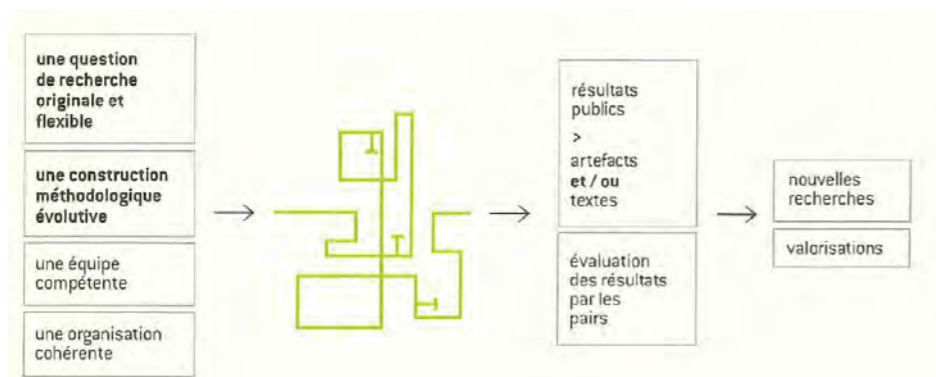 une question
de recherche
originale et
flexible
une construction
méthodologique
évolutive
une équipe
compétente
une organisation
cohérente
résultats
publics
>
artefacts
et / ou
textes
évaluation
des résultats
par les
pairs
nouvelles
recherches
valorisations